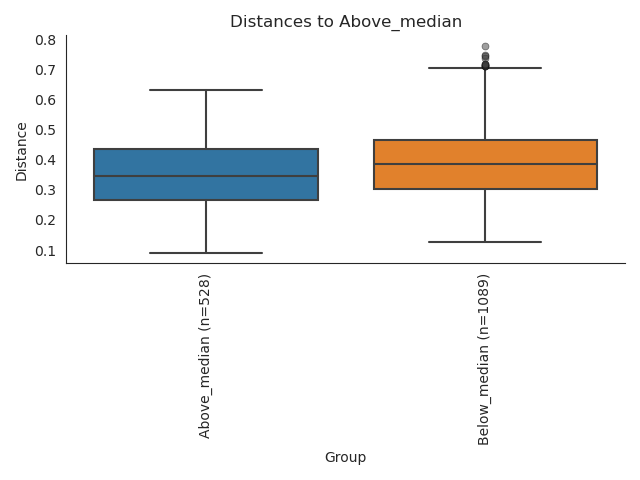 Distances to Above_median
Distance
0.8
0.7
0.6
0.5
0.4
0.3
0.2
0.1
Above_median (n=528)
Below_median (n=1089)
Group